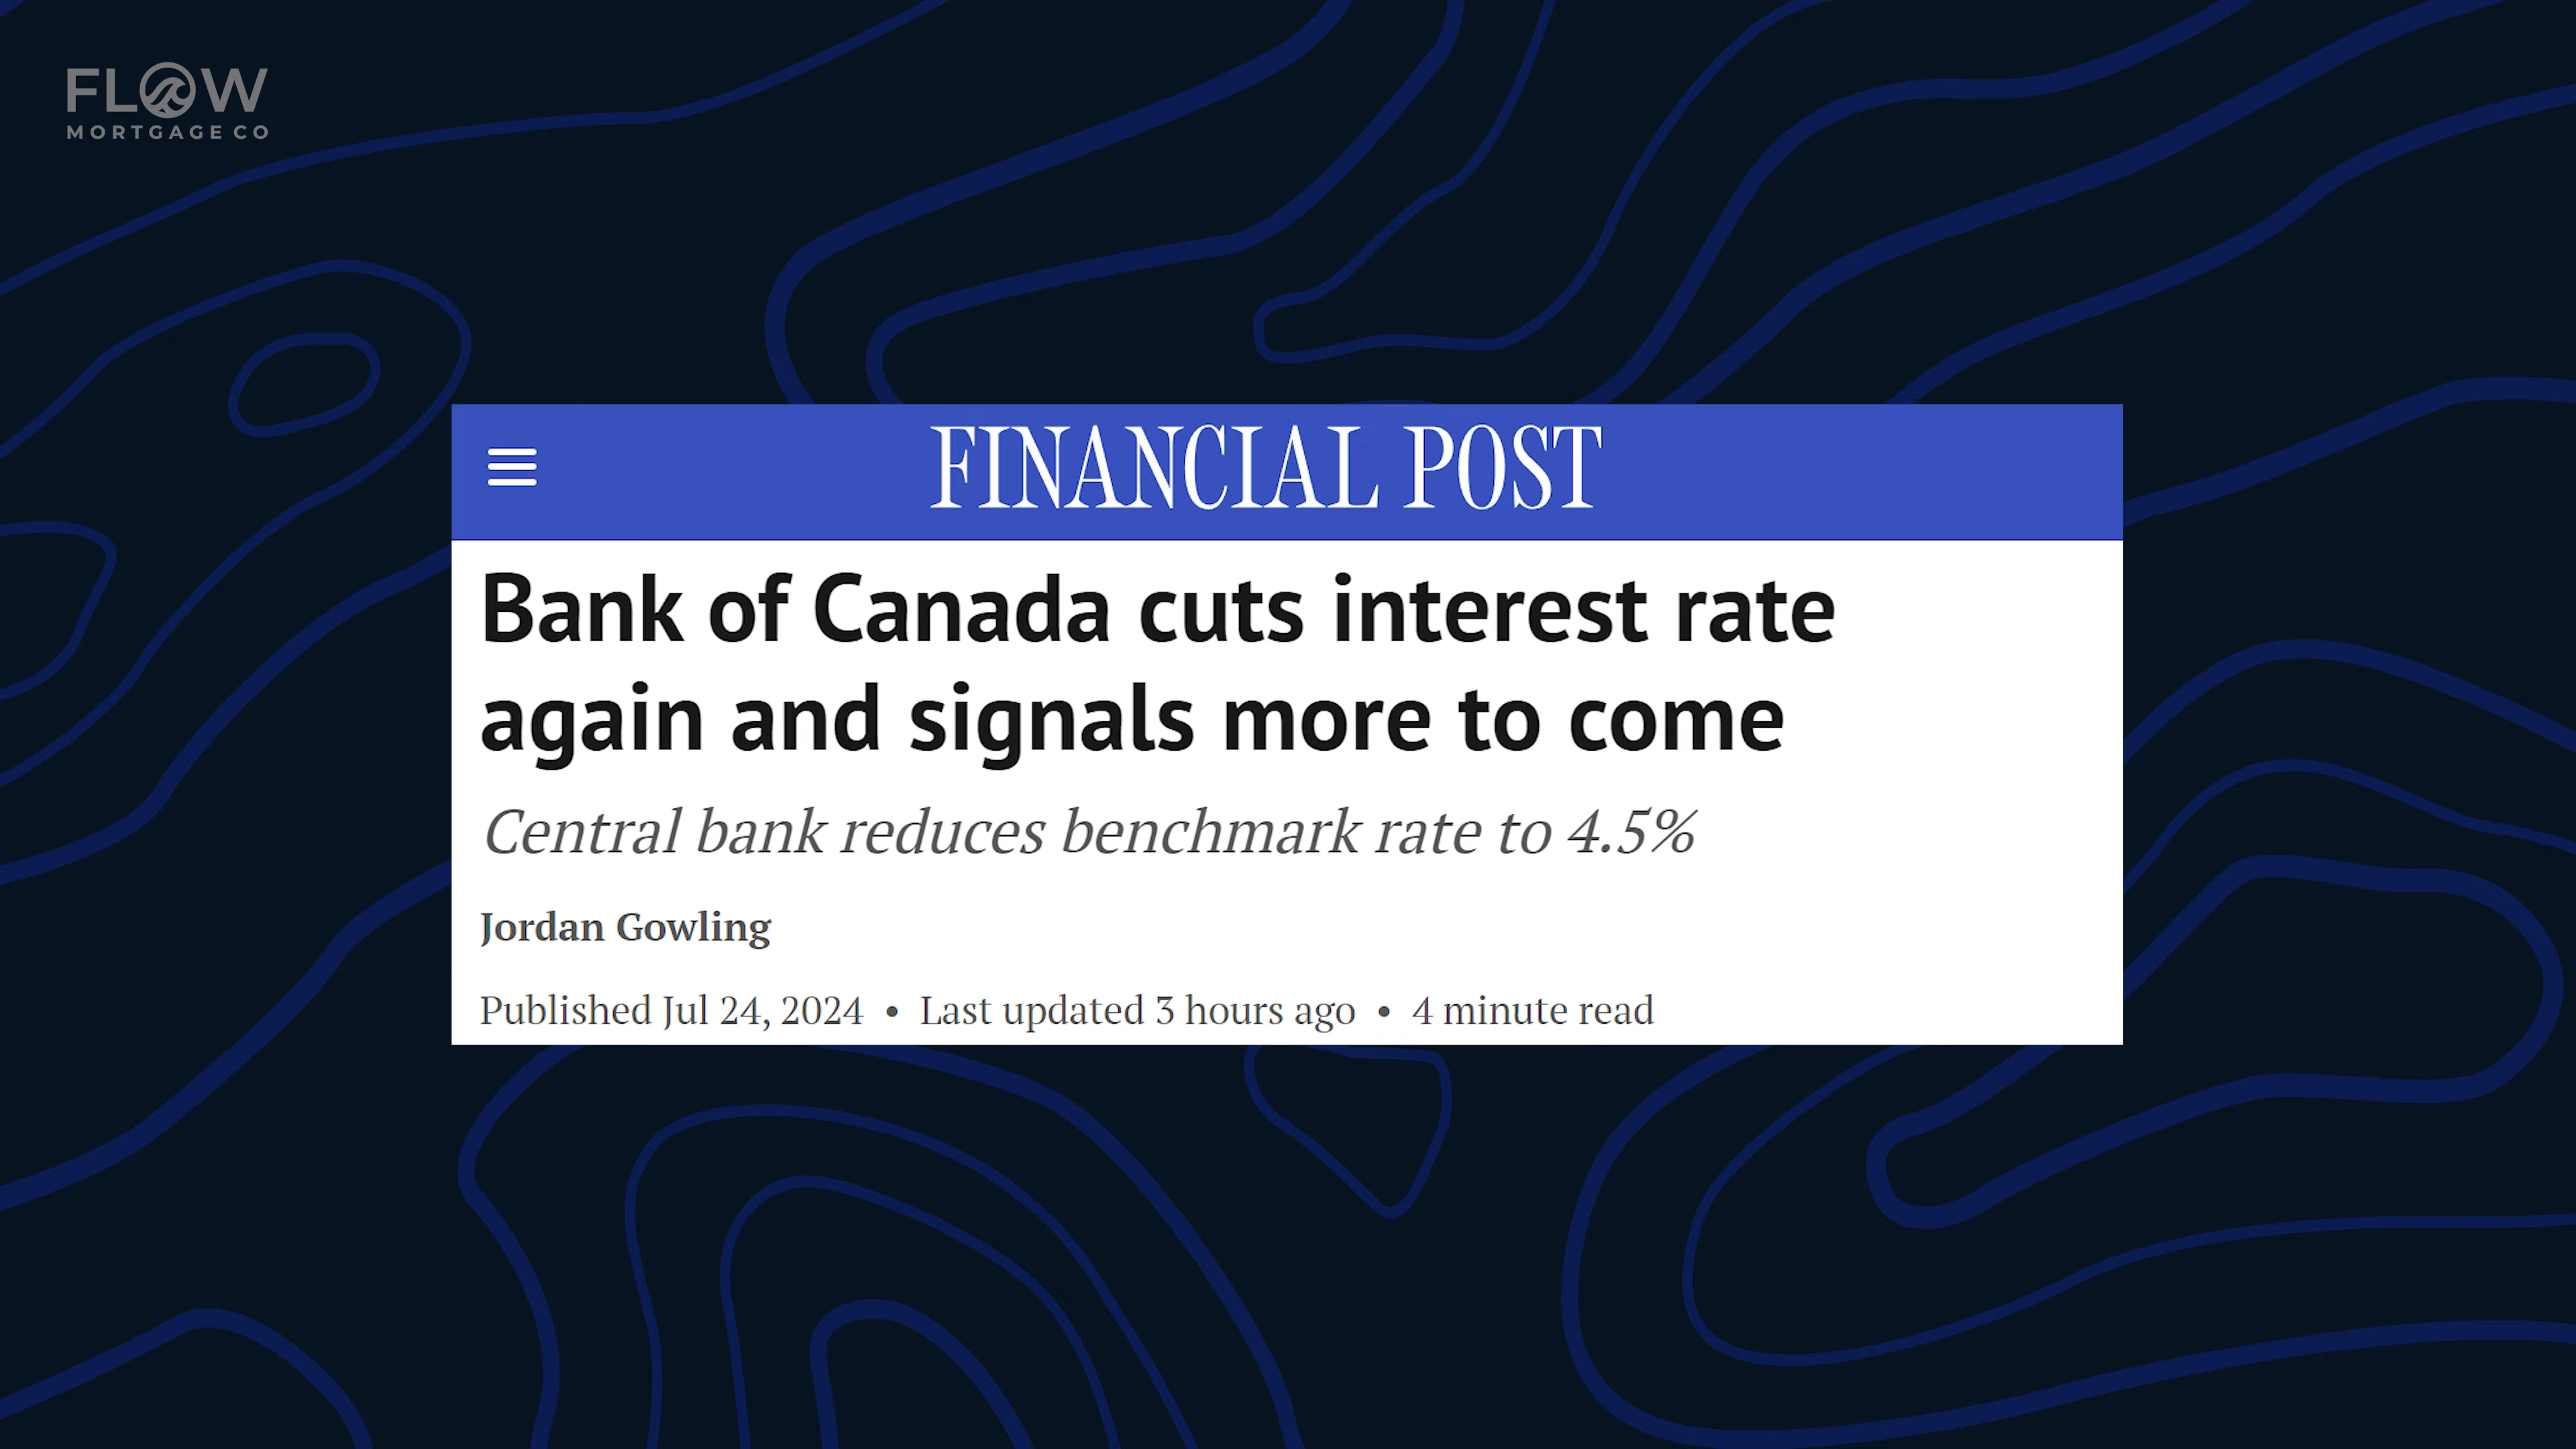 FLOW
MORTGAGE CO
FINANCIAL POST
Bank of Canada cuts interest rate
again and signals more to come
Central bank reduces benchmark rate to 4.5%
Jordan Gowling
Published Jul 24, 2024 • Last updated 3 hours ago • 4 minute read